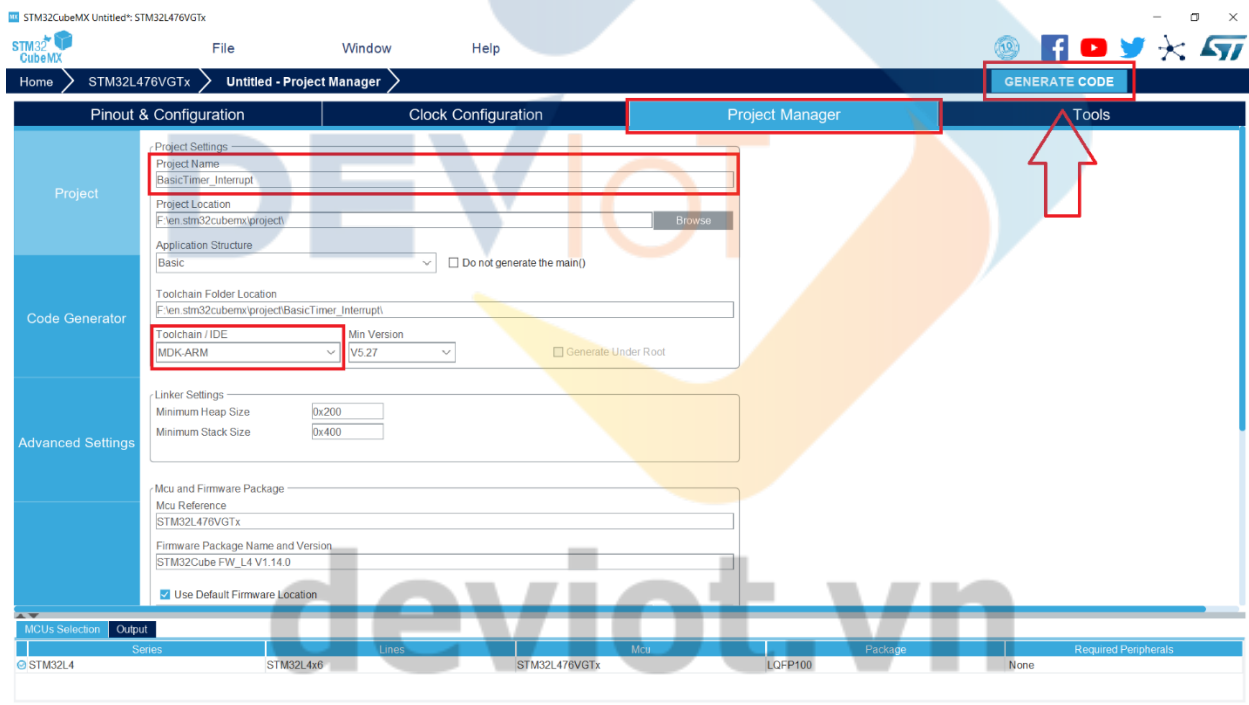 STM32CubeMX Untitled*: STM32L476VGTx
STM32
CubeMX
File Window Help
10
Home STM32L476VGTx Untitled - Project Manager GENERATE CODE
Pinout & Configuration Clock Configuration Project Manager Tools
DEVIoT
Project
Code Generator
Advanced Settings
Project Settings
Project Name
BasicTimer_Interrupt
Project Location
F:\en.stm32cubemx\project\ Browse
Application Structure
Basic Do not generate the main()
Toolchain Folder Location
F:\en.stm32cubemx\project\BasicTimer_Interrupt\
Toolchain / IDE Min Version
MDK-ARM V5.27 Generate Under Root
Linker Settings
Minimum Heap Size 0x200
Minimum Stack Size 0x400
Mcu and Firmware Package
Mcu Reference
STM32L476VGTx
Firmware Package Name and Version
STM32Cube FW_L4 V1.14.0
Use Default Firmware Location
deviot.vn
MCUs Selection Output
Series Lines Mcu Package Required Peripherals
STM32L4 STM32L4x6 STM32L476VGTx LQFP100 None